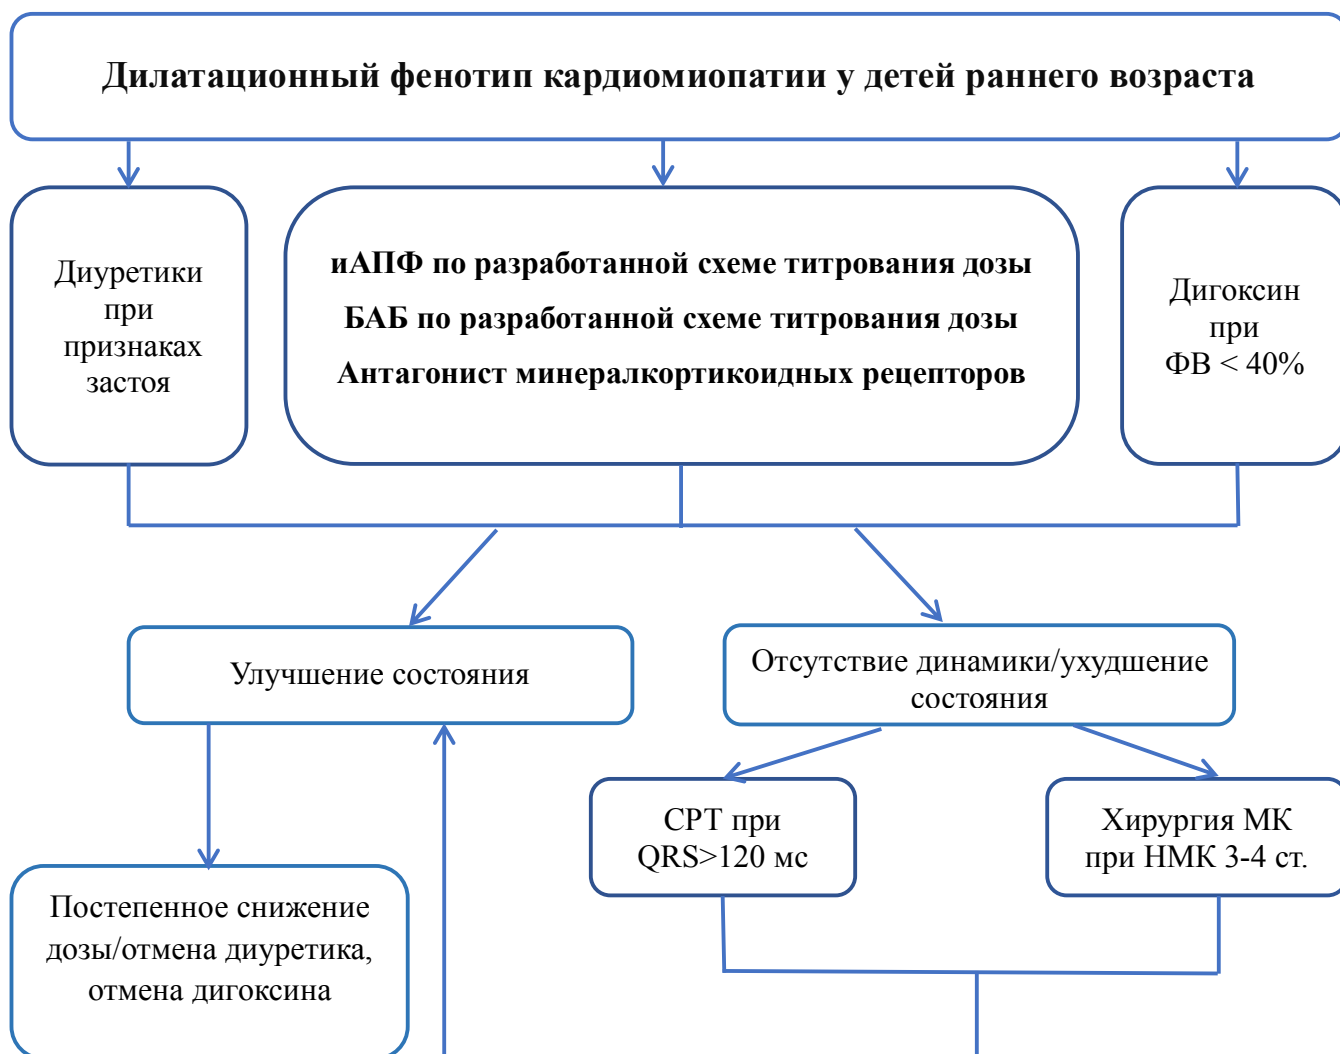 Дилатационный фенотип кардиомиопатии у детей раннего возраста
Диуретики
при
признаках
застоя
иАПФ по разработанной схеме титрования дозы
БАБ по разработанной схеме титрования дозы
Антагонист минералкортикоидных рецепторов
Дигоксин
при
ФВ < 40%
Улучшение состояния
Отсутствие динамики/ухудшение
состояния
СРТ при
QRS>120 мс
Хирургия МК
при НМК 3-4 ст.
Постепенное снижение
дозы/отмена диуретика,
отмена дигоксина